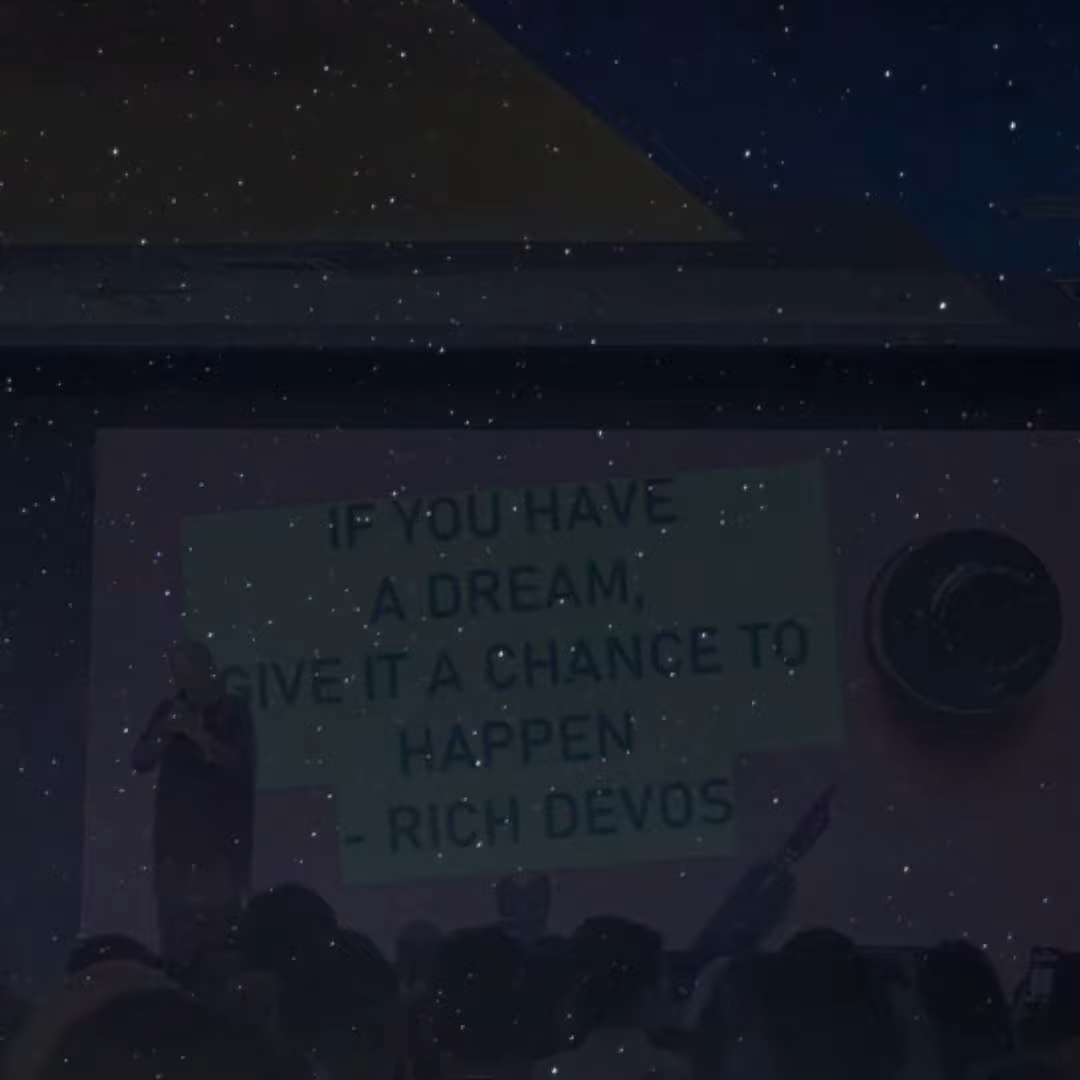 IF YOU HAVE
A DREAM,
GIVE IT A CHANCE TO
HAPPEN
- RICH DEVOS